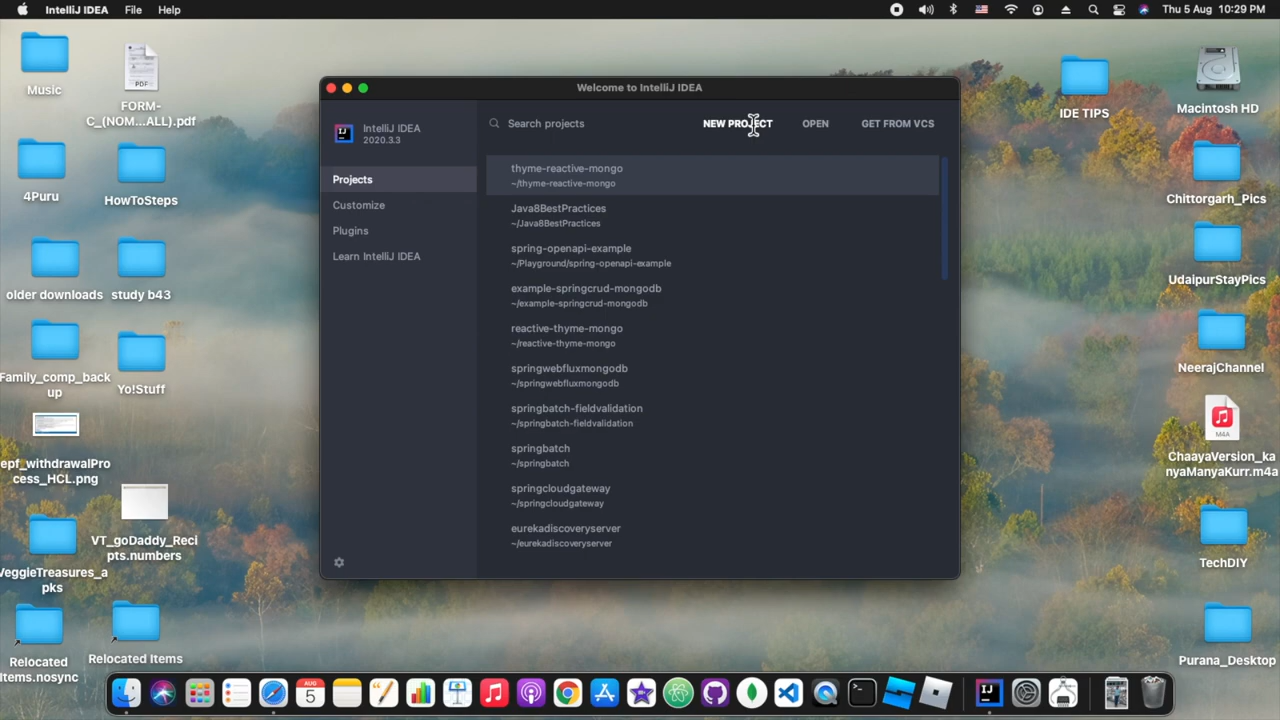 IntelliJ IDEA File Help
Thu 5 Aug 10:29 PM
Music
PDF
FORM-
C_(NOM...ALL).pdf
4Puru
HowToSteps
older downloads
study b43
Family_comp_back
up
Yo!Stuff
epf_withdrawalPro
cess_HCL.png
VT_goDaddy_Reci
pts.numbers
VeggieTreasures_a
pks
Relocated
Items.nosync
Relocated Items
Welcome to IntelliJ IDEA
IntelliJ IDEA
2020.3.3
Projects
Customize
Plugins
Learn IntelliJ IDEA
Search projects
NEW PROJECT
OPEN
GET FROM VCS
thyme-reactive-mongo
~/thyme-reactive-mongo
Java8BestPractices
~/Java8BestPractices
spring-openapi-example
~/Playground/spring-openapi-example
example-springcrud-mongodb
~/example-springcrud-mongodb
reactive-thyme-mongo
~/reactive-thyme-mongo
springwebfluxmongodb
~/springwebfluxmongodb
springbatch-fieldvalidation
~/springbatch-fieldvalidation
springbatch
~/springbatch
springcloudgateway
~/springcloudgateway
eurekadiscoveryserver
~/eurekadiscoveryserver
IDE TIPS
Macintosh HD
Chittorgarh_Pics
UdaipurStayPics
NeerajChannel
M4A
ChaayaVersion_ka
nyaManyaKurr.m4a
TechDIY
Purana_Desktop
AUG
5
IJ